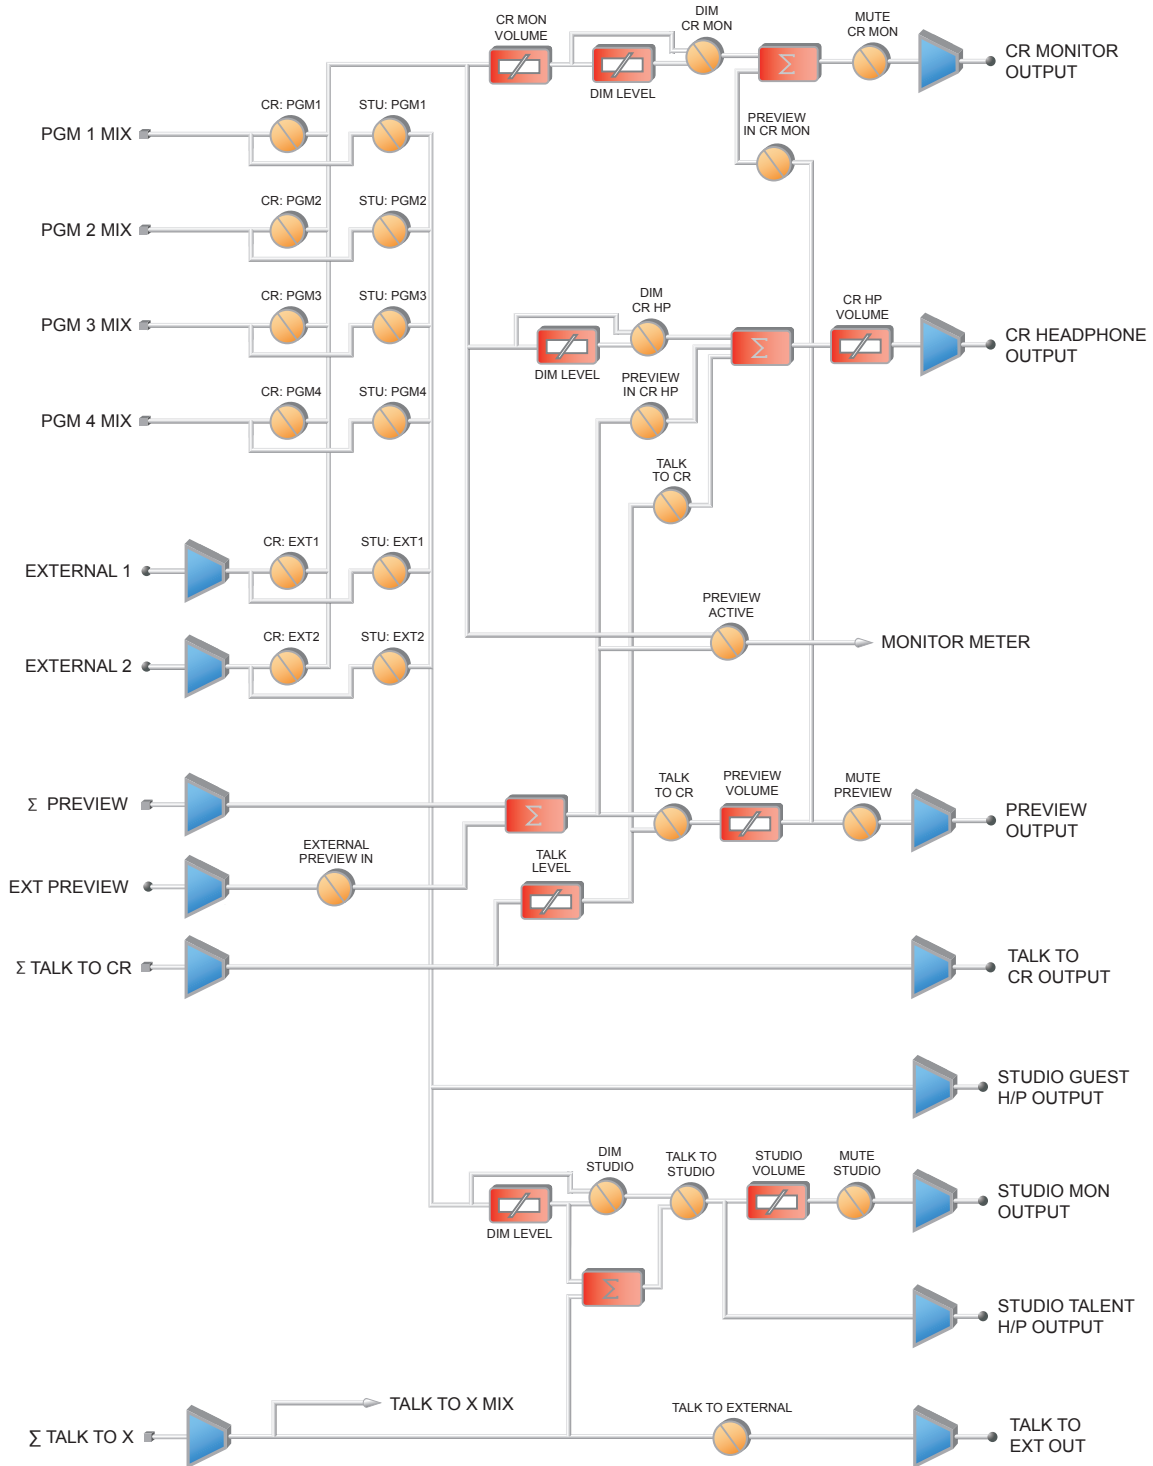 CR MON
VOLUME
DIM
CR MON
MUTE
CR MON
CR MONITOR
OUTPUT
Σ
DIM LEVEL
CR: PGM1
STU: PGM1
PREVIEW
IN CR MON
PGM 1 MIX
CR: PGM2
STU: PGM2
PGM 2 MIX
CR: PGM3
STU: PGM3
DIM
CR HP
CR HP
VOLUME
PGM 3 MIX
Σ
CR HEADPHONE
OUTPUT
DIM LEVEL
PREVIEW
IN CR HP
CR: PGM4
STU: PGM4
PGM 4 MIX
TALK
TO CR
CR: EXT1
STU: EXT1
EXTERNAL 1
PREVIEW
ACTIVE
CR: EXT2
STU: EXT2
MONITOR METER
EXTERNAL 2
TALK
TO CR
PREVIEW
VOLUME
MUTE
PREVIEW
Σ PREVIEW
Σ
PREVIEW
OUTPUT
EXTERNAL
PREVIEW IN
TALK
LEVEL
EXT PREVIEW
Σ TALK TO CR
TALK TO
CR OUTPUT
STUDIO GUEST
H/P OUTPUT
DIM
STUDIO
TALK TO
STUDIO
STUDIO
VOLUME
MUTE
STUDIO
STUDIO MON
OUTPUT
DIM LEVEL
Σ
STUDIO TALENT
H/P OUTPUT
TALK TO X MIX
TALK TO EXTERNAL
Σ TALK TO X
TALK TO
EXT OUT